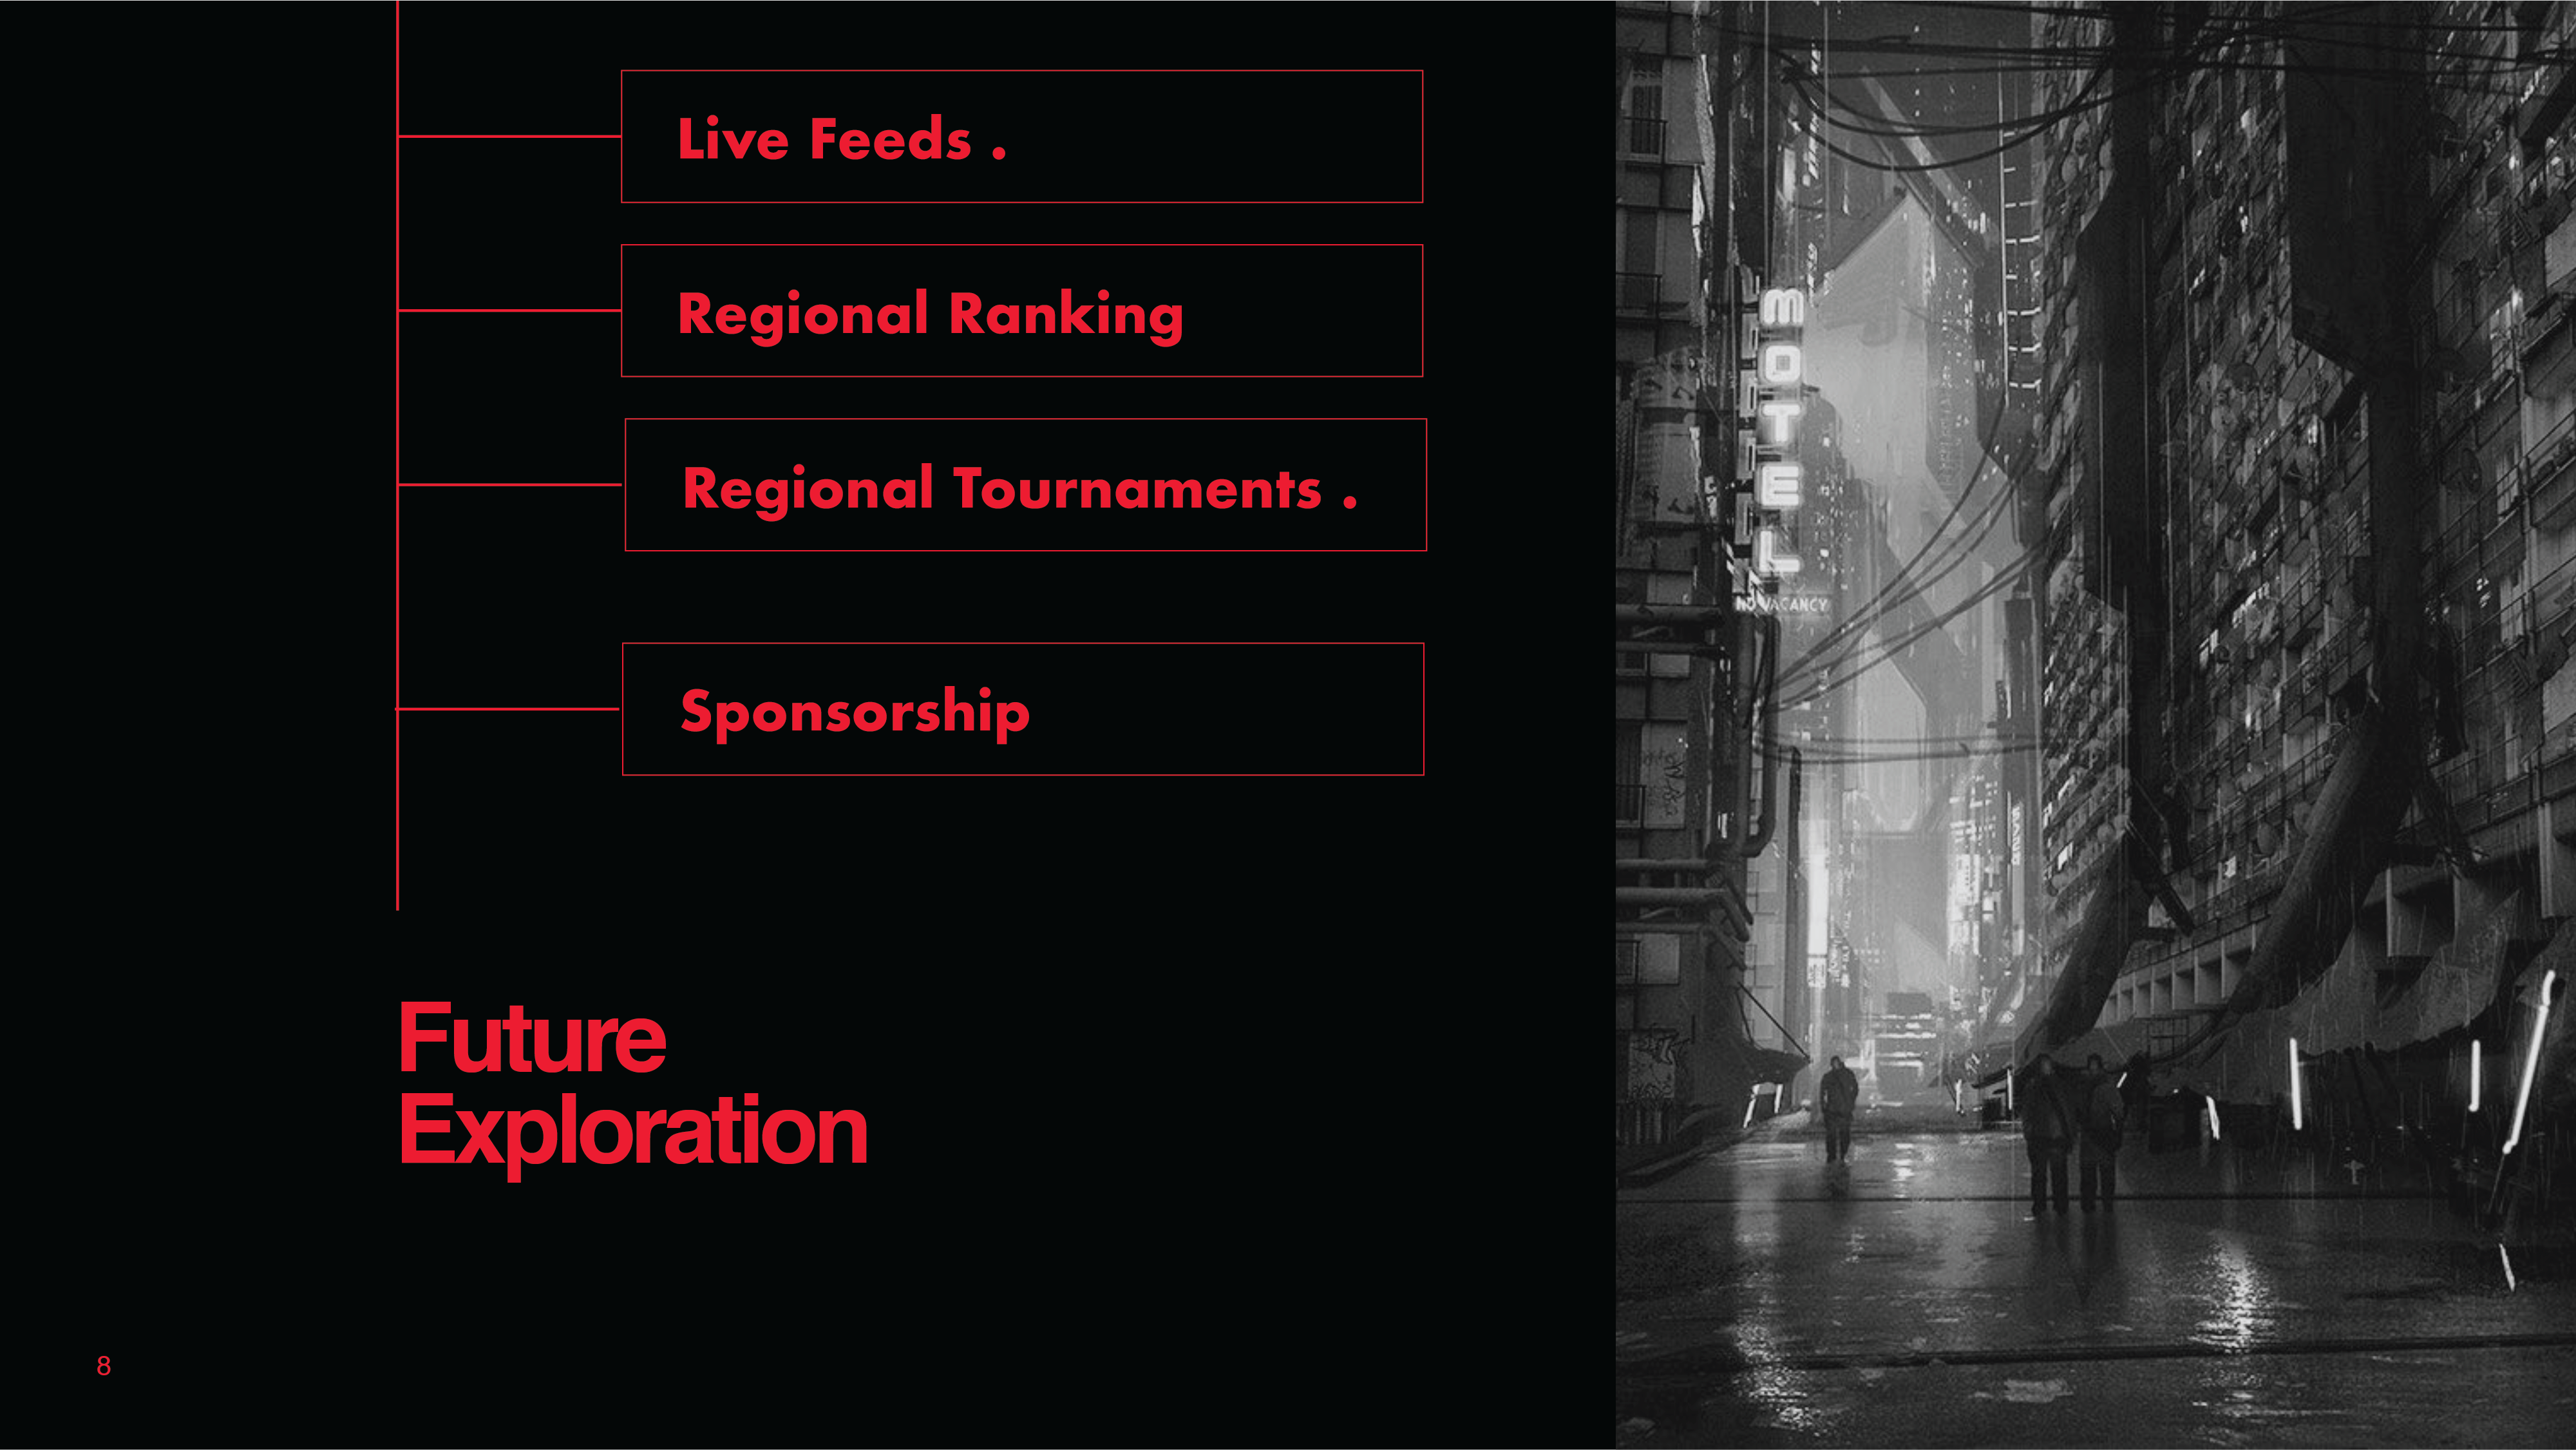 Live Feeds .
Regional Ranking
Regional Tournaments .
Sponsorship
Future
Exploration
8
MOTEL
NO VACANCY